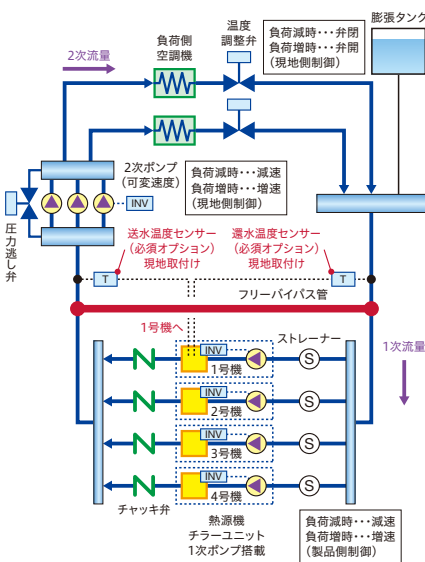 2次流量
負荷側
空調機
温度
調整弁
負荷減時・・・弁閉
負荷増時・・・弁開
（現地側制御）
膨張タンク
2次ポンプ
（可変速度）
INV
負荷減時・・・減速
負荷増時・・・増速
（現地側制御）
圧力逃し弁
送水温度センサー
（必須オプション）
現地取付け
還水温度センサー
（必須オプション）
現地取付け
T
T
フリーバイパス管
1号機へ
ストレーナー
1次流量
INV
1号機
S
INV
2号機
S
INV
3号機
S
INV
4号機
S
チャッキ弁
熱源機
チラーユニット
1次ポンプ搭載
負荷減時・・・減速
負荷増時・・・増速
（製品側制御）